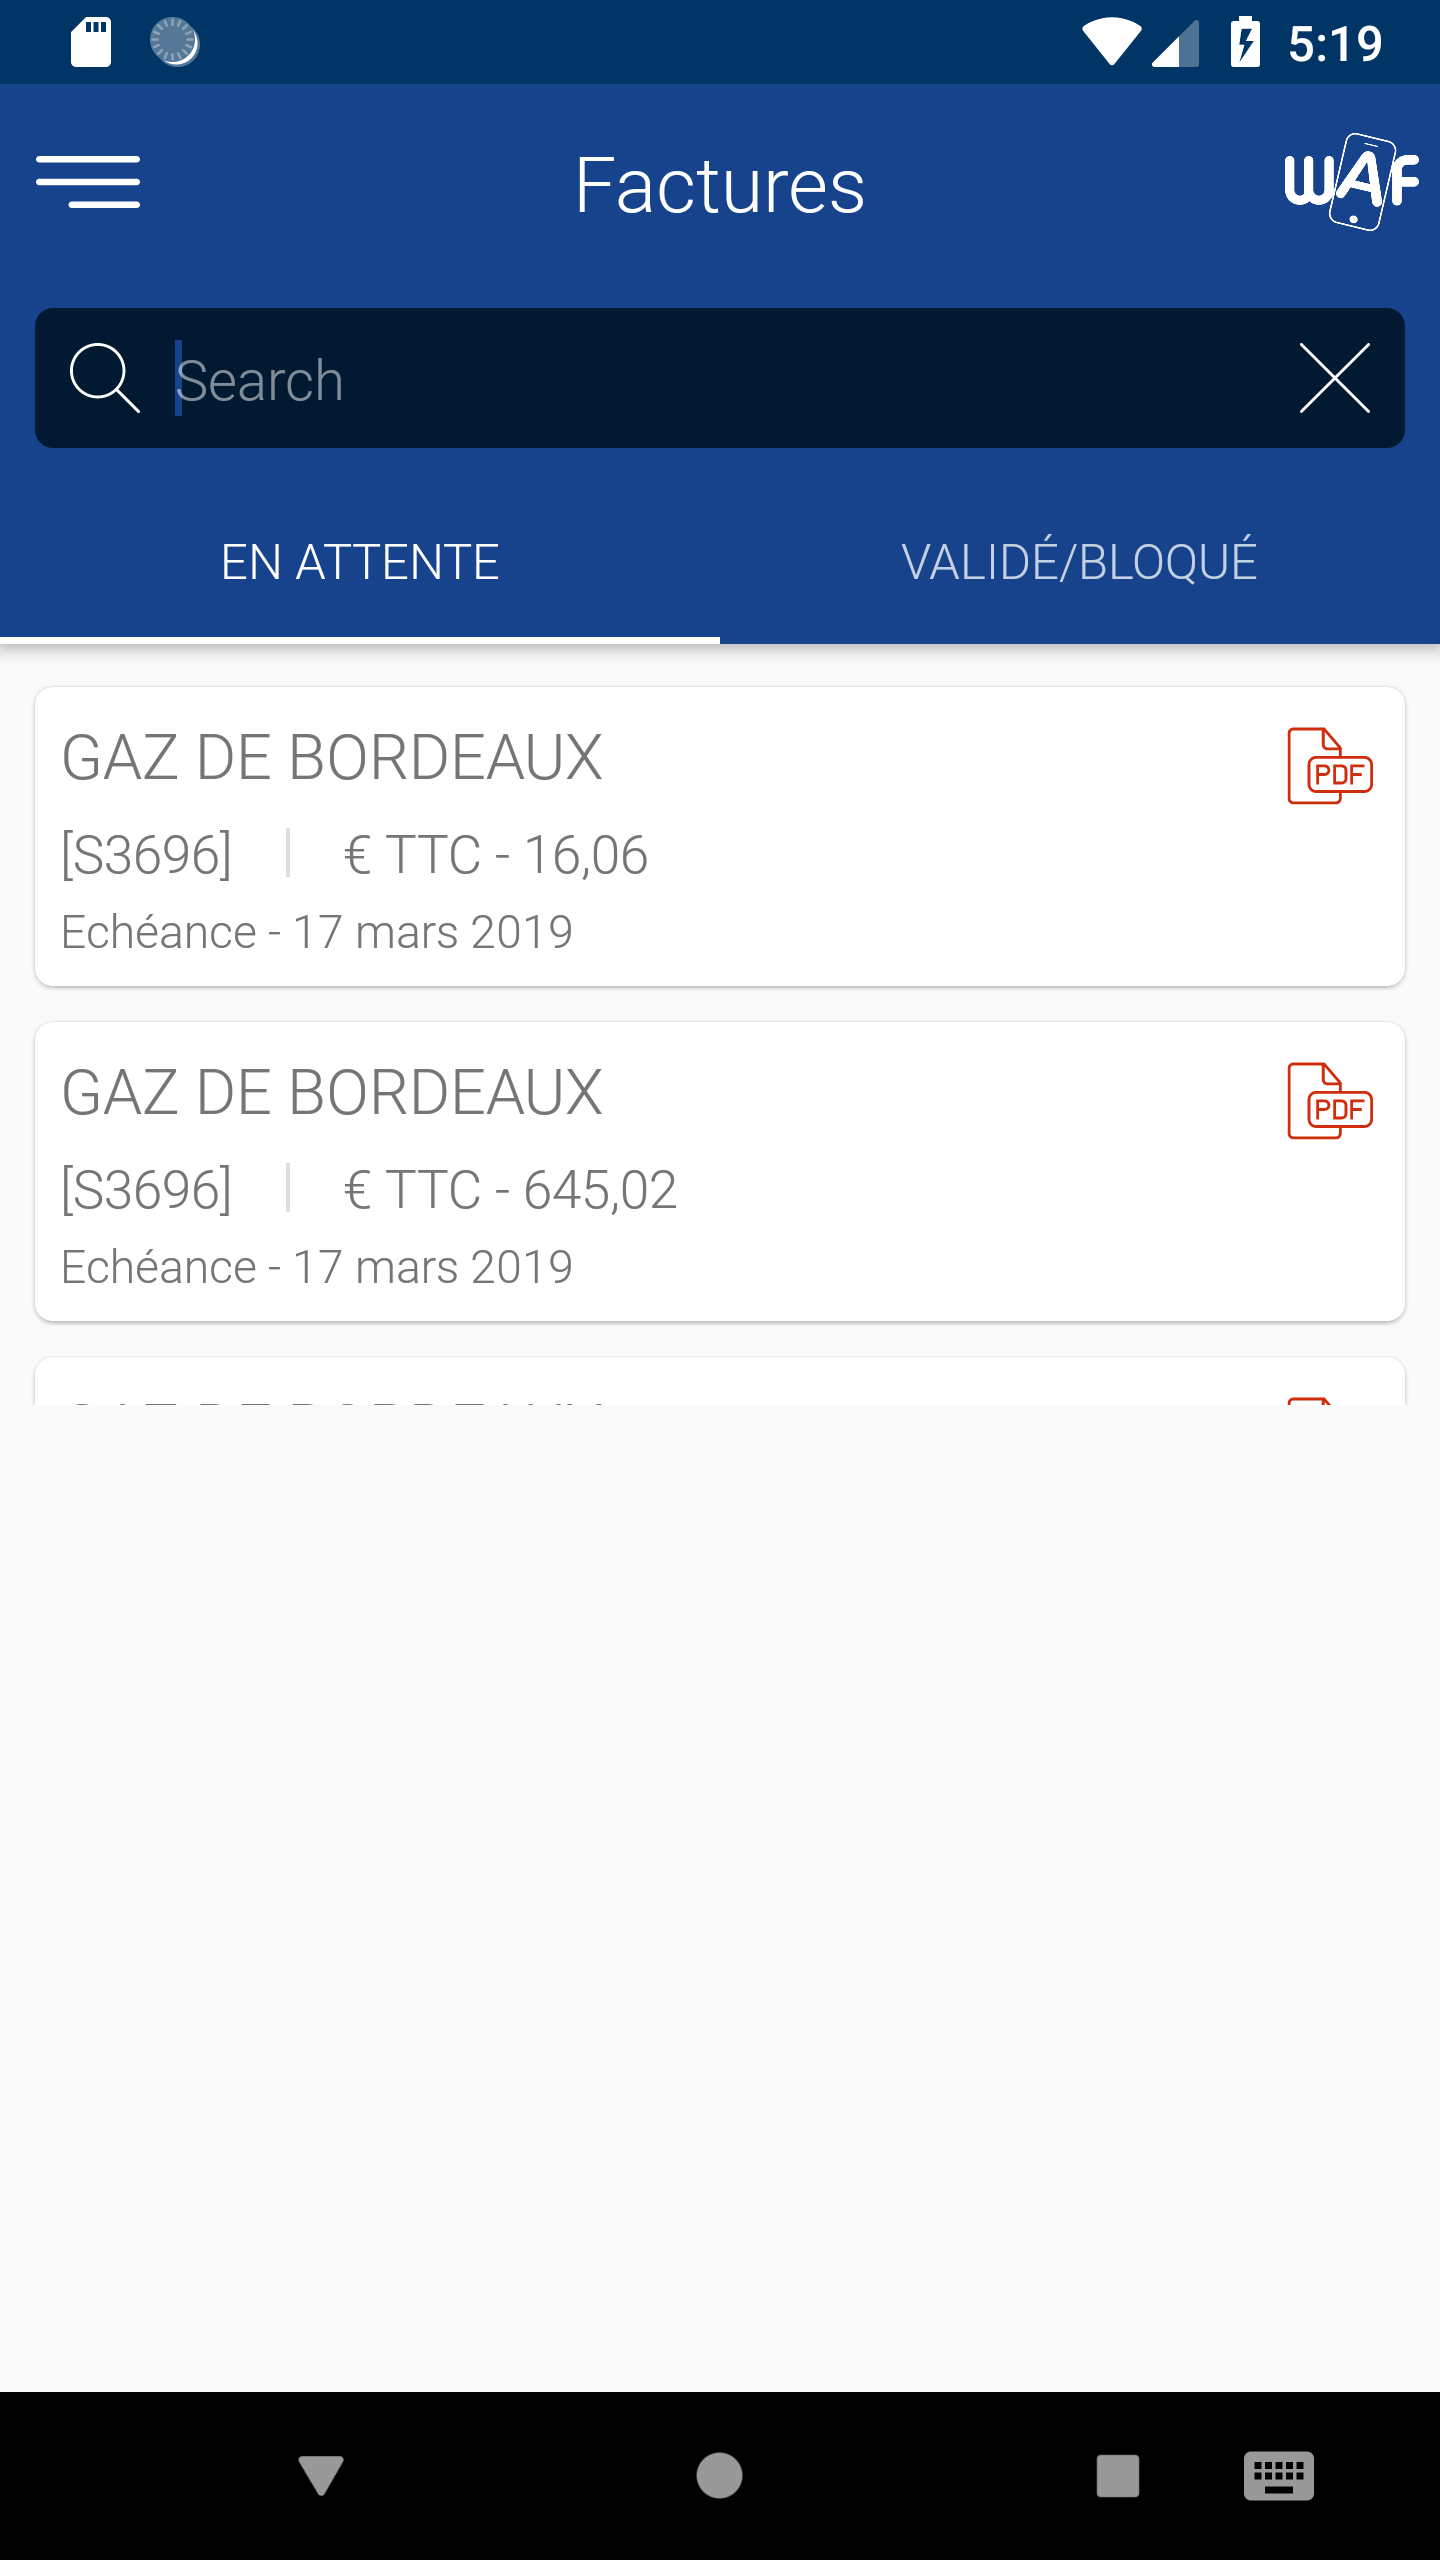 5:19
Factures
WAF
Search
EN ATTENTE
VALIDÉ/BLOQUÉ
GAZ DE BORDEAUX
PDF
[S3696] € TTC - 16,06
Echéance - 17 mars 2019
GAZ DE BORDEAUX
PDF
[S3696] € TTC - 645,02
Echéance - 17 mars 2019